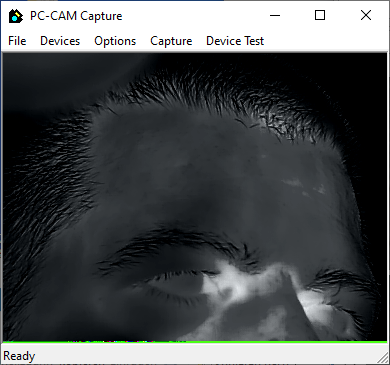 PC-CAM Capture
File Devices Options Capture Device Test
Ready